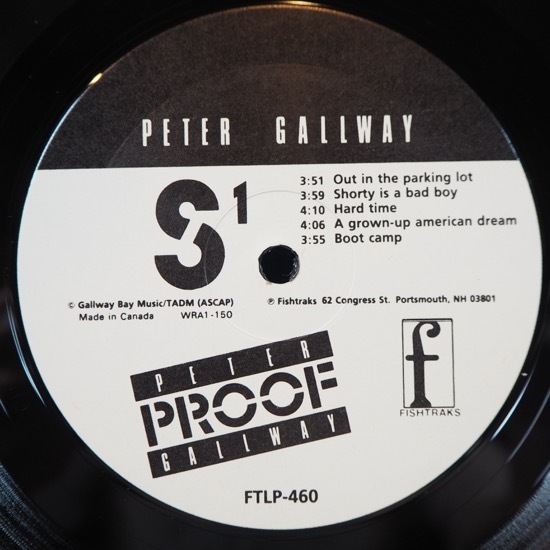 PETER GALLWAY
S1
3:51 Out in the parking lot
3:59 Shorty is a bad boy
4:10 Hard time
4:06 A grown-up american dream
3:55 Boot camp
© Gallway Bay Music/TADM (ASCAP)
Made in Canada WRA1-150
℗ Fishtraks 62 Congress St. Portsmouth, NH 03801
PETER
PROOF
GALLWAY
f
FISHTRAKS
FTLP-460